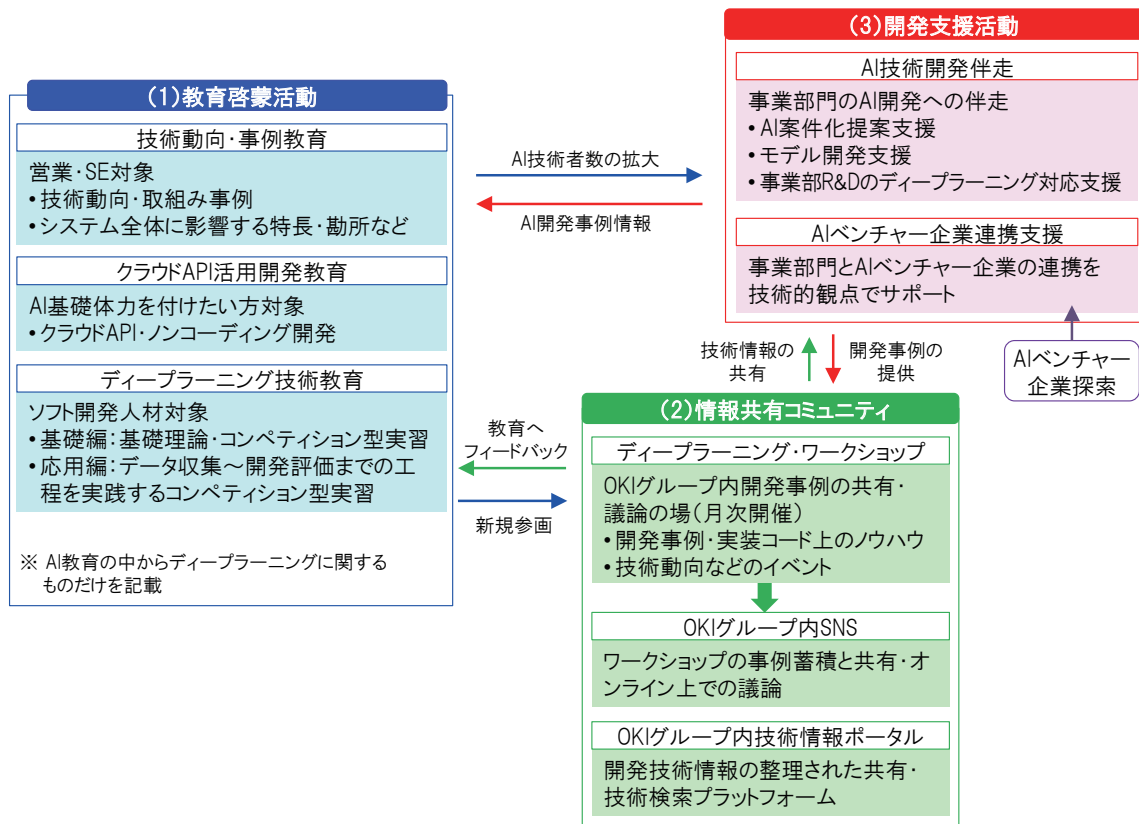 (1)教育啓蒙活動
技術動向・事例教育
営業・SE対象
• 技術動向・取組み事例
• システム全体に影響する特長・勘所など
クラウドAPI活用開発教育
AI基礎体力を付けたい方対象
• クラウドAPI・ノンコーディング開発
ディープラーニング技術教育
ソフト開発人材対象
• 基礎編：基礎理論・コンペティション型実習
• 応用編：データ収集～開発評価までの工
程を実践するコンペティション型実習
※ AI教育の中からディープラーニングに関する
ものだけを記載
AI技術者数の拡大
AI開発事例情報
(3)開発支援活動
AI技術開発伴走
事業部門のAI開発への伴走
• AI案件化提案支援
• モデル開発支援
• 事業部R&Dのディープラーニング対応支援
AIベンチャー企業連携支援
事業部門とAIベンチャー企業の連携を
技術的観点でサポート
AIベンチャー
企業探索
技術情報の
共有
開発事例の
提供
教育へ
フィードバック
新規参画
(2)情報共有コミュニティ
ディープラーニング・ワークショップ
OKIグループ内開発事例の共有・
議論の場(月次開催)
• 開発事例・実装コード上のノウハウ
• 技術動向などのイベント
OKIグループ内SNS
ワークショップの事例蓄積と共有・オ
ンライン上での議論
OKIグループ内技術情報ポータル
開発技術情報の整理された共有・
技術検索プラットフォーム